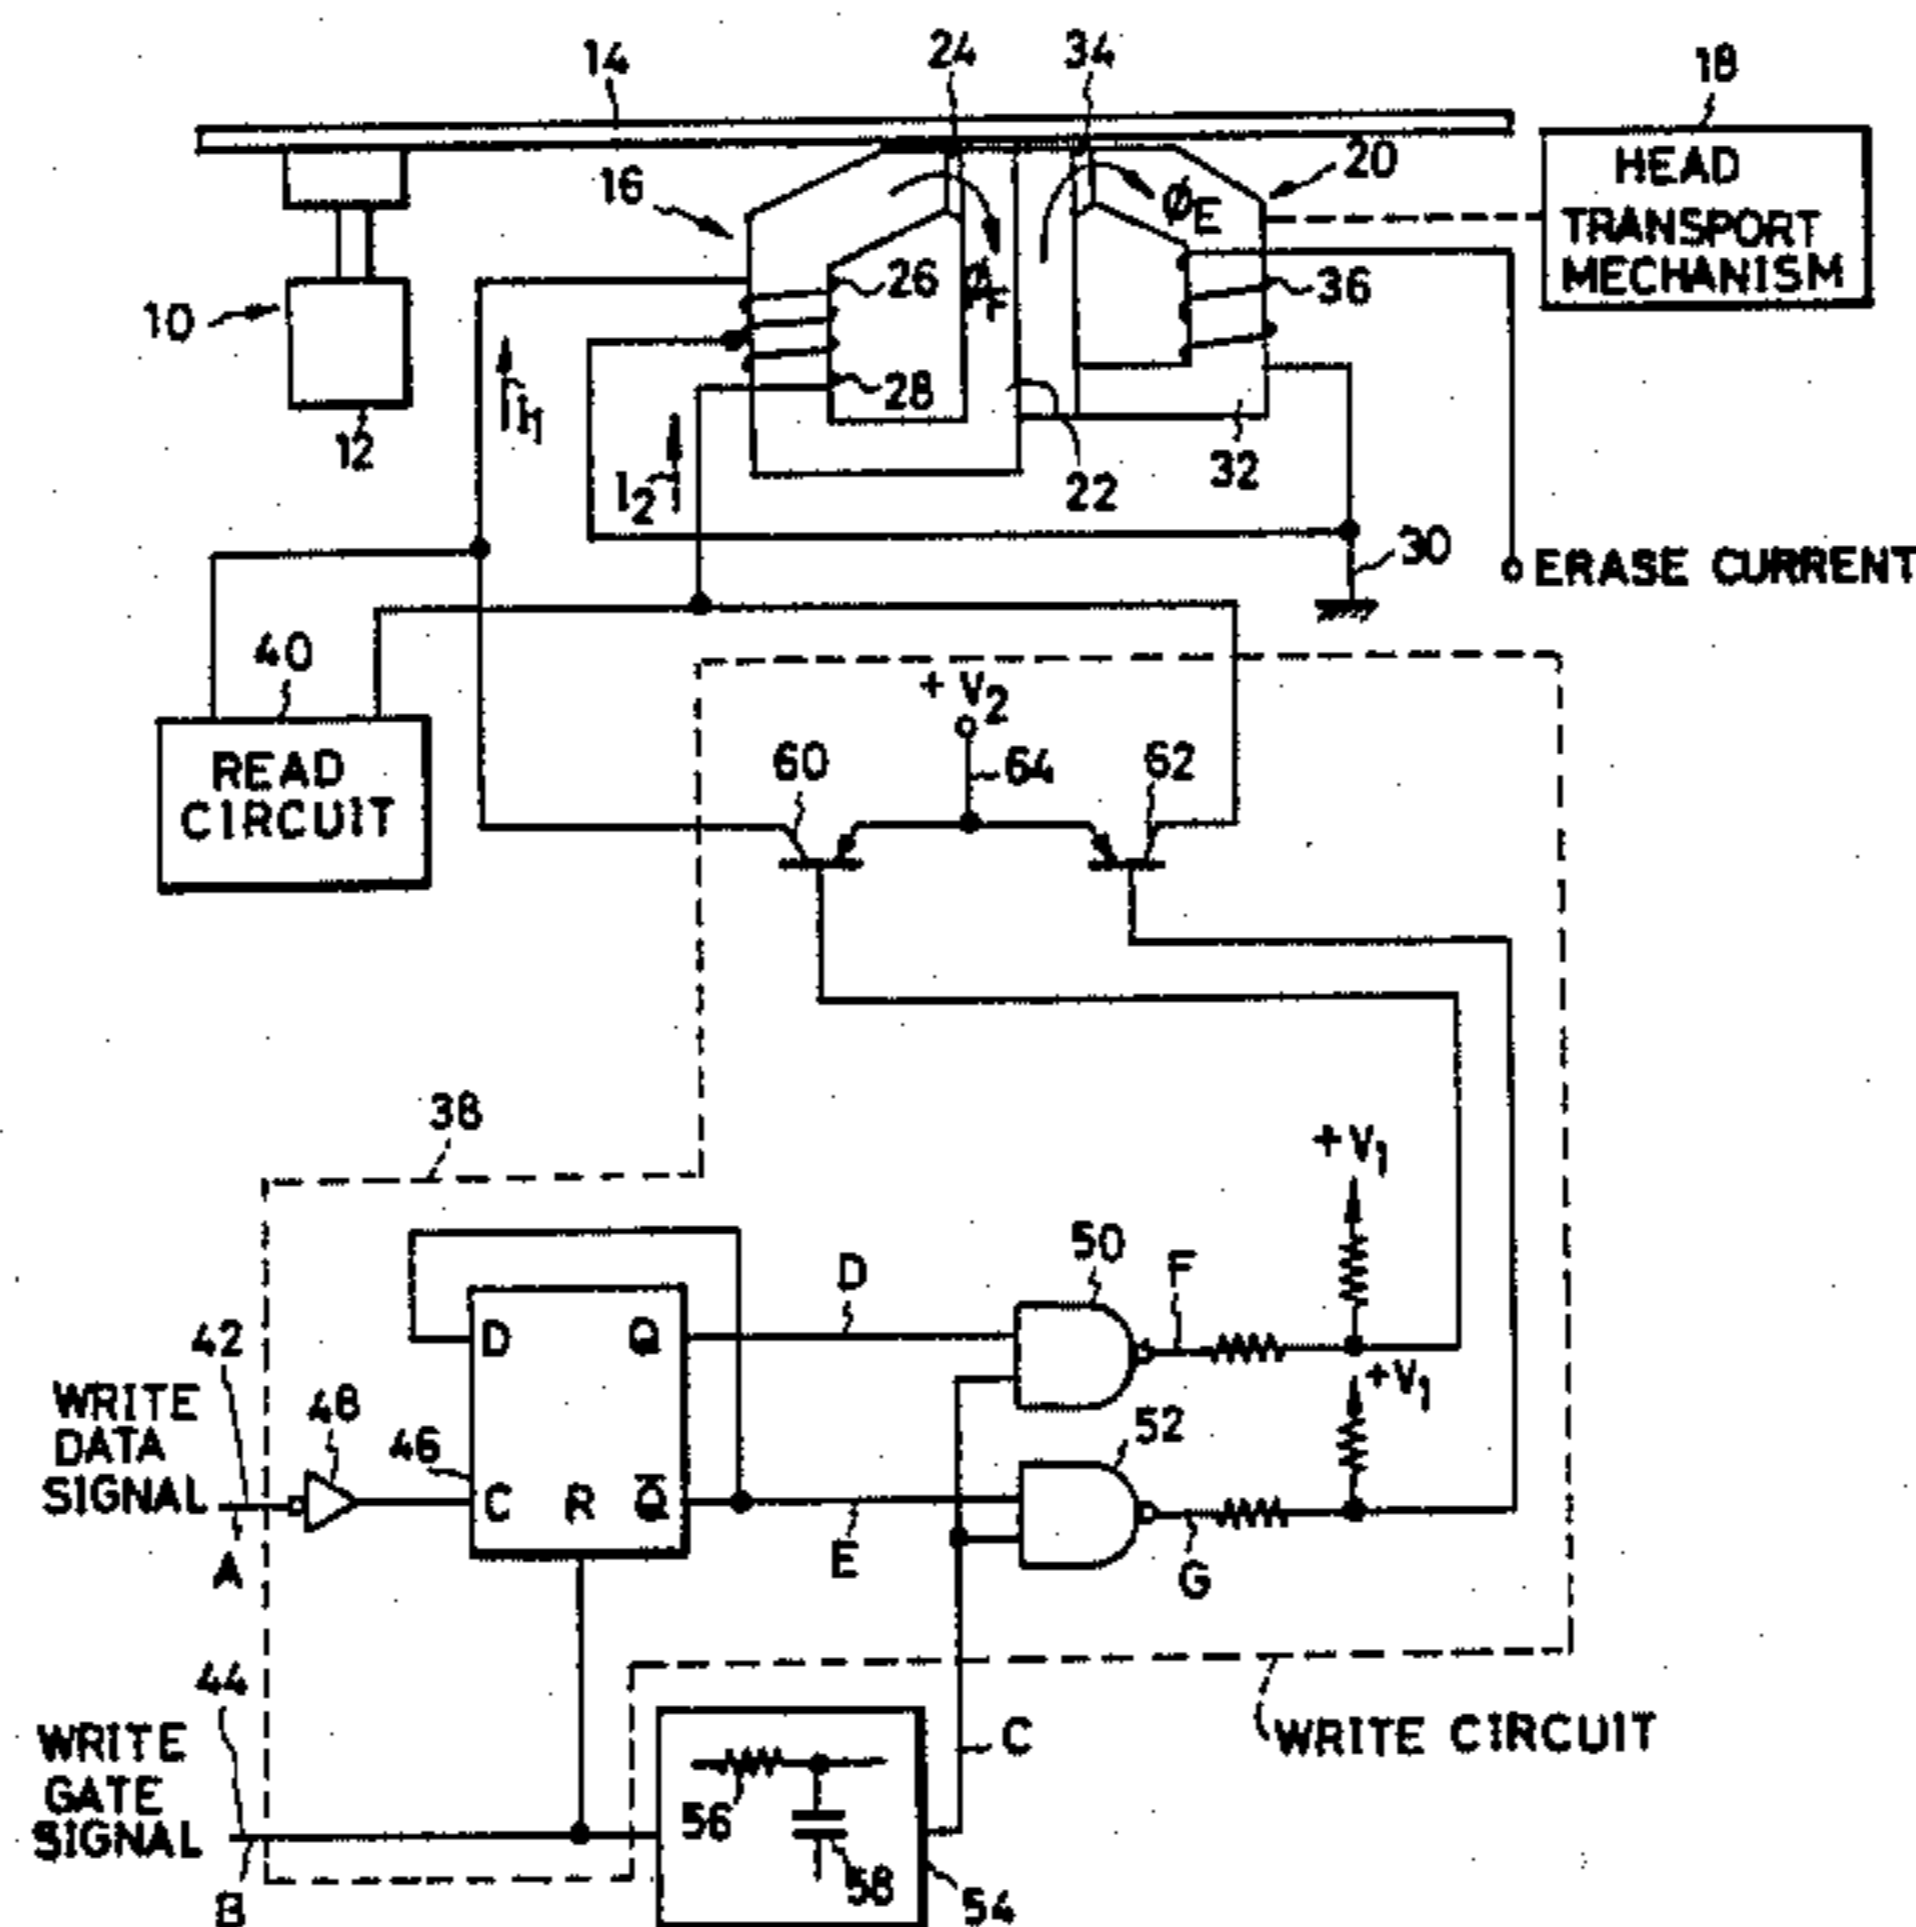 14
24
34
18
HEAD
TRANSPORT
MECHANISM
16
20
ØE
10
26
36
12
28
I2
22
32
30
ERASE CURRENT
40
READ
CIRCUIT
+V2
60
64
62
38
+V1
50
D
F
42
D
Q
+V1
WRITE
DATA
SIGNAL
48
46
52
C
R
Q̅
A
E
G
44
WRITE
GATE
SIGNAL
C
WRITE CIRCUIT
56
58
54
B